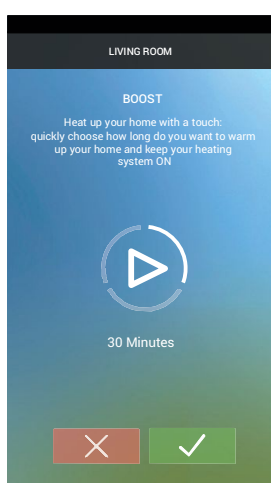 LIVING ROOM
BOOST
Heat up your home with a touch:
quickly choose how long do you want to warm
up your home and keep your heating
system ON
30 Minutes